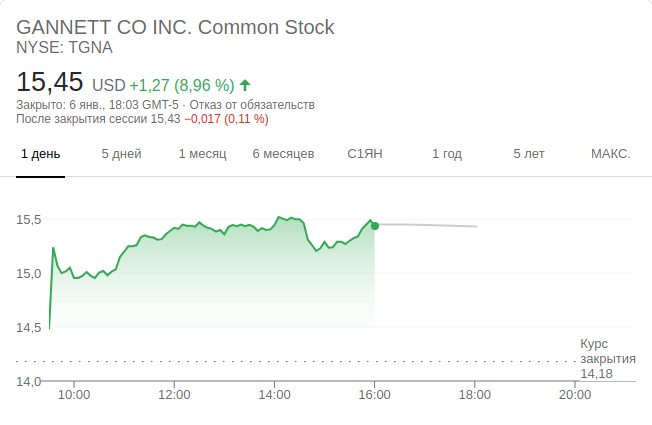 GANNETT CO INC. Common Stock
NYSE: TGNA
15,45 USD +1,27 (8,96 %)
Закрыто: 6 янв., 18:03 GMT-5 · Отказ от обязательств
После закрытия сессии 15,43 −0,017 (0,11 %)
1 день 5 дней 1 месяц 6 месяцев С1ЯН 1 год 5 лет МАКС.
15,5
15,0
14,5
Курс
закрытия
14,18
14,0
10:00 12:00 14:00 16:00 18:00 20:00